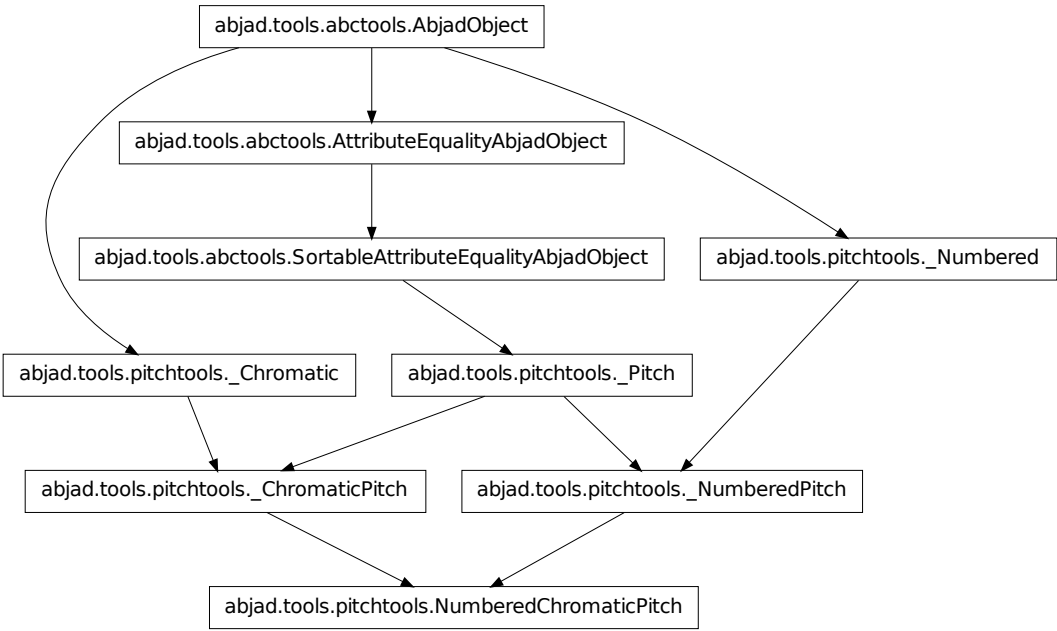 abjad.tools.abctools.AbjadObject
abjad.tools.abctools.AttributeEqualityAbjadObject
abjad.tools.abctools.SortableAttributeEqualityAbjadObject
abjad.tools.pitchtools._Numbered
abjad.tools.pitchtools._Chromatic
abjad.tools.pitchtools._Pitch
abjad.tools.pitchtools._ChromaticPitch
abjad.tools.pitchtools._NumberedPitch
abjad.tools.pitchtools.NumberedChromaticPitch